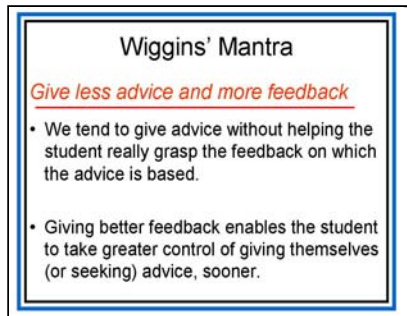 Wiggins’ Mantra
Give less advice and more feedback
• We tend to give advice without helping the
student really grasp the feedback on which
the advice is based.
• Giving better feedback enables the student
to take greater control of giving themselves
(or seeking) advice, sooner.